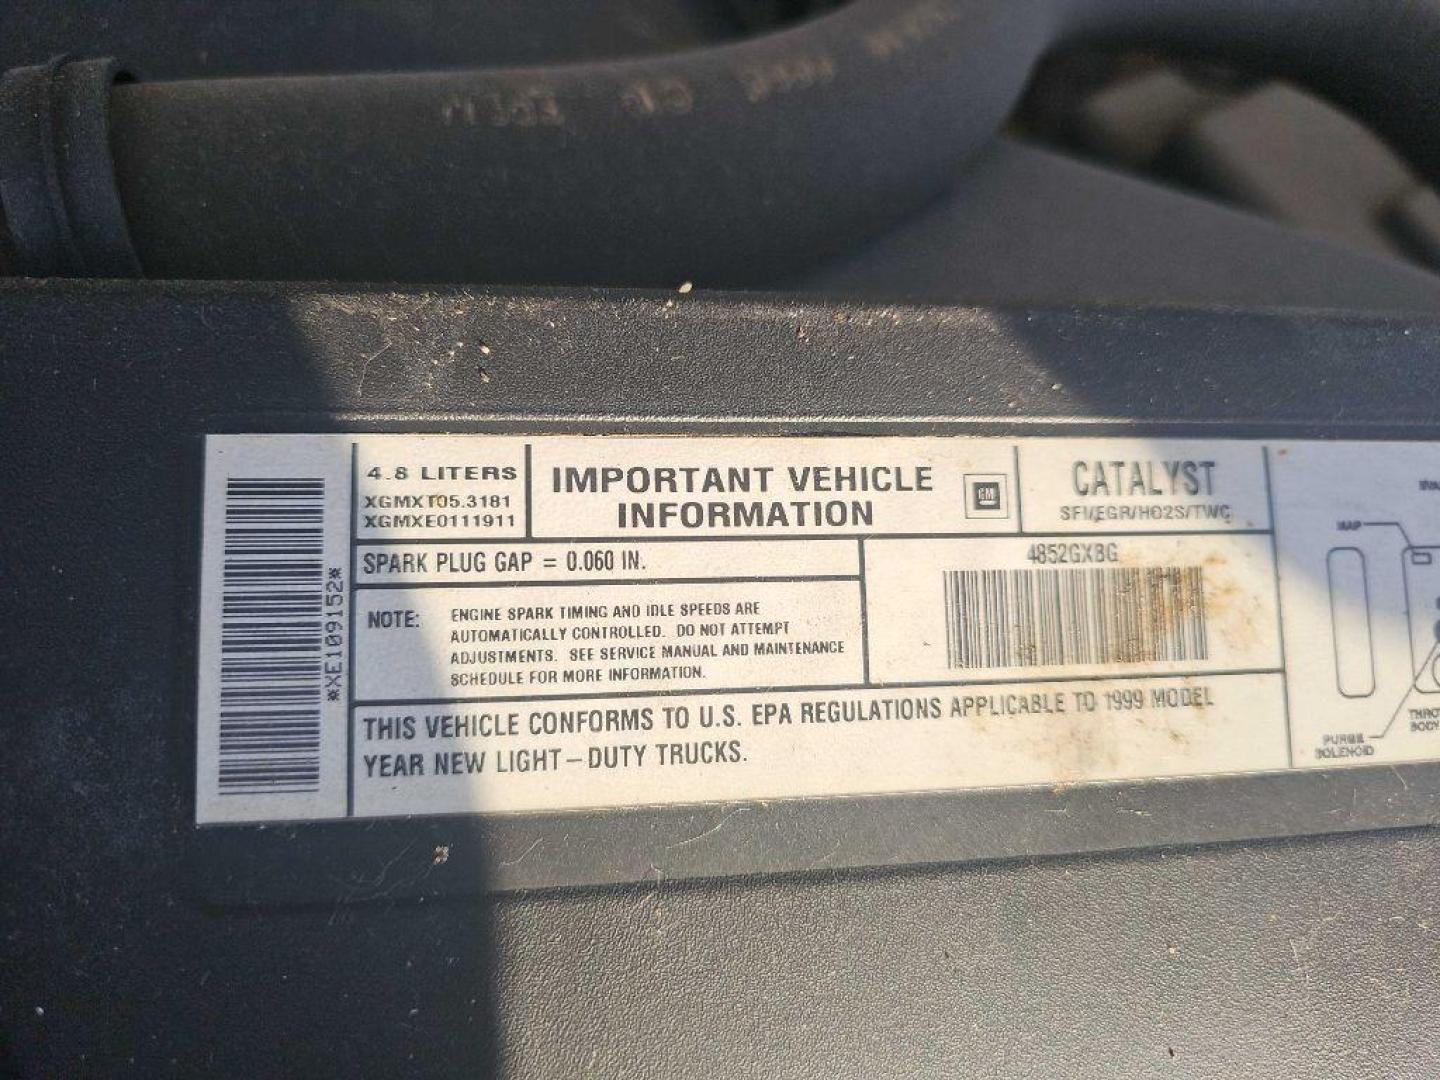 4.8 LITERS
XGMXT05.3181
XGMXE0111911
IMPORTANT VEHICLE
INFORMATION
GM
CATALYST
SFI/EGR/HO2S/TWC
*XE109152*
SPARK PLUG GAP = 0.060 IN.
4852GXBG
NOTE: ENGINE SPARK TIMING AND IDLE SPEEDS ARE
AUTOMATICALLY CONTROLLED. DO NOT ATTEMPT
ADJUSTMENTS. SEE SERVICE MANUAL AND MAINTENANCE
SCHEDULE FOR MORE INFORMATION.
THIS VEHICLE CONFORMS TO U.S. EPA REGULATIONS APPLICABLE TO 1999 MODEL
YEAR NEW LIGHT-DUTY TRUCKS.
MAP
PURGE
SOLENOID
BODY